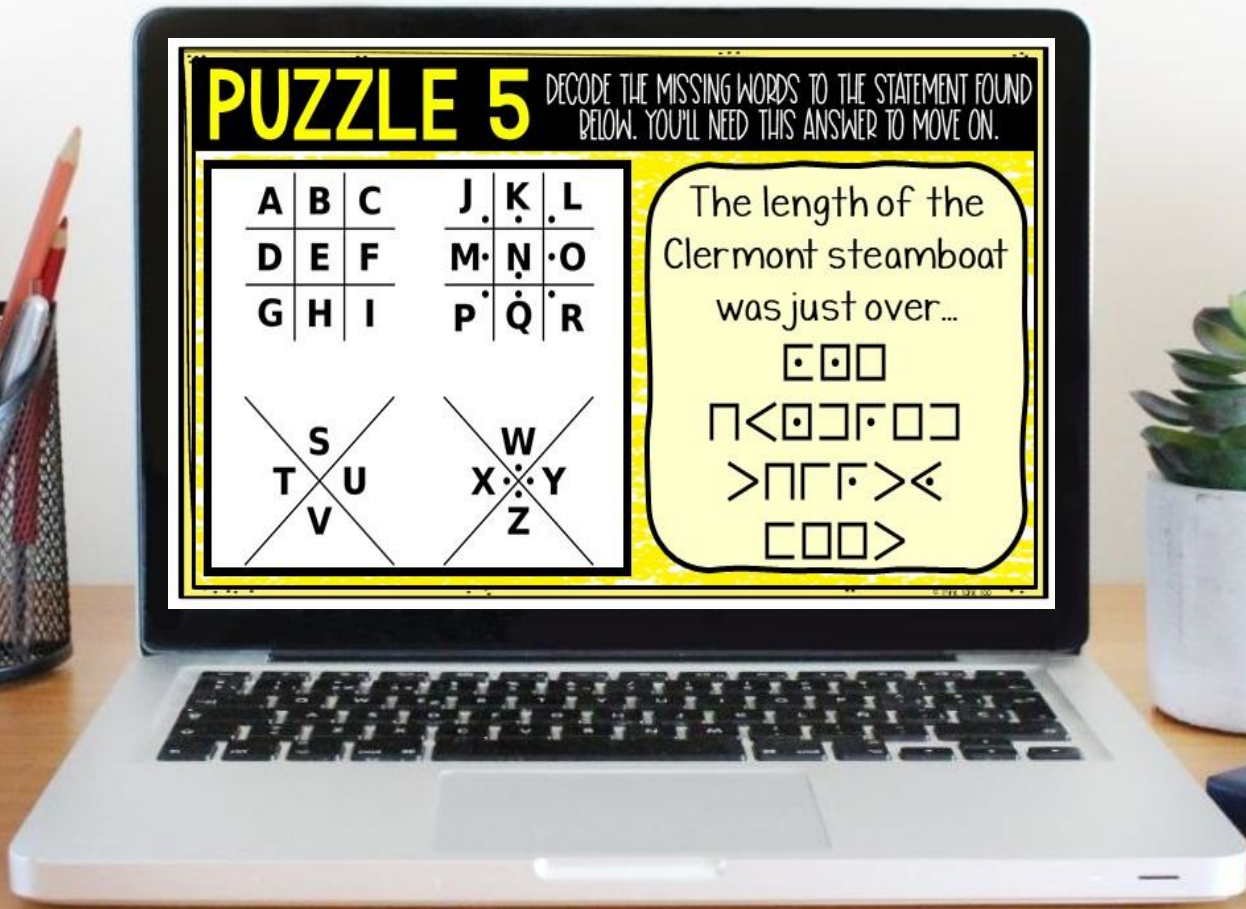 PUZZLE 5
DECODE THE MISSING WORDS TO THE STATEMENT FOUND
BELOW. YOU'LL NEED THIS ANSWER TO MOVE ON.
A B C
D E F
G H I
J K L
M N O
P Q R
S
T U
V
W
X Y
Z
The length of the
Clermont steamboat
was just over...